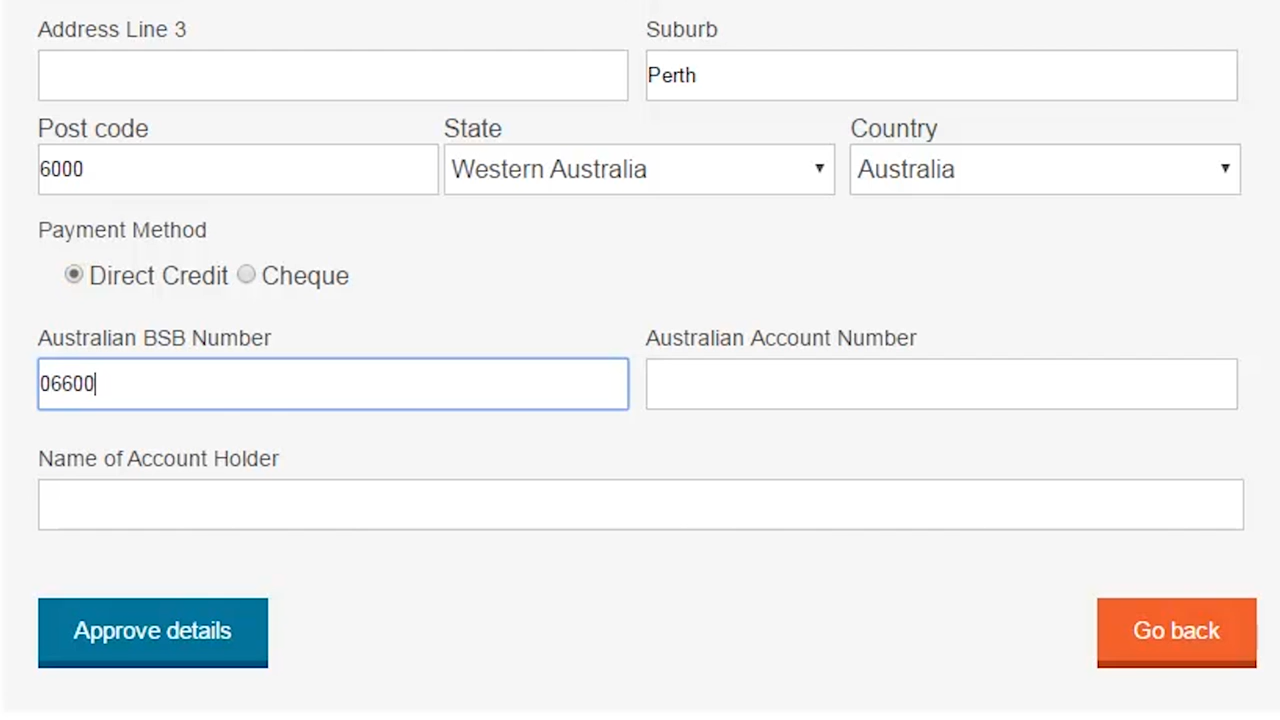 Address Line 3 Suburb
Perth
Post code State Country
6000 Western Australia Australia
Payment Method
Direct Credit Cheque
Australian BSB Number Australian Account Number
06600
Name of Account Holder
Approve details Go back